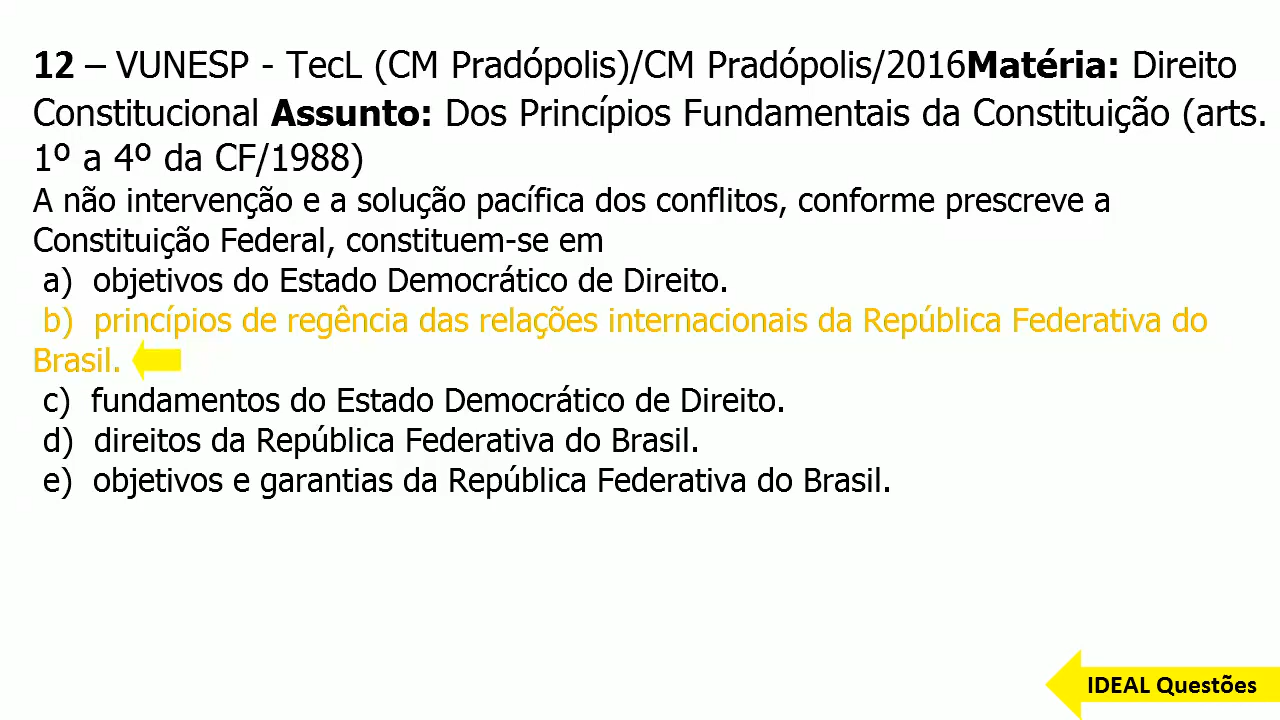 12 – VUNESP - TecL (CM Pradópolis)/CM Pradópolis/2016Matéria: Direito
Constitucional Assunto: Dos Princípios Fundamentais da Constituição (arts.
1º a 4º da CF/1988)
A não intervenção e a solução pacífica dos conflitos, conforme prescreve a
Constituição Federal, constituem-se em
a) objetivos do Estado Democrático de Direito.
b) princípios de regência das relações internacionais da República Federativa do
Brasil.
c) fundamentos do Estado Democrático de Direito.
d) direitos da República Federativa do Brasil.
e) objetivos e garantias da República Federativa do Brasil.
IDEAL Questões